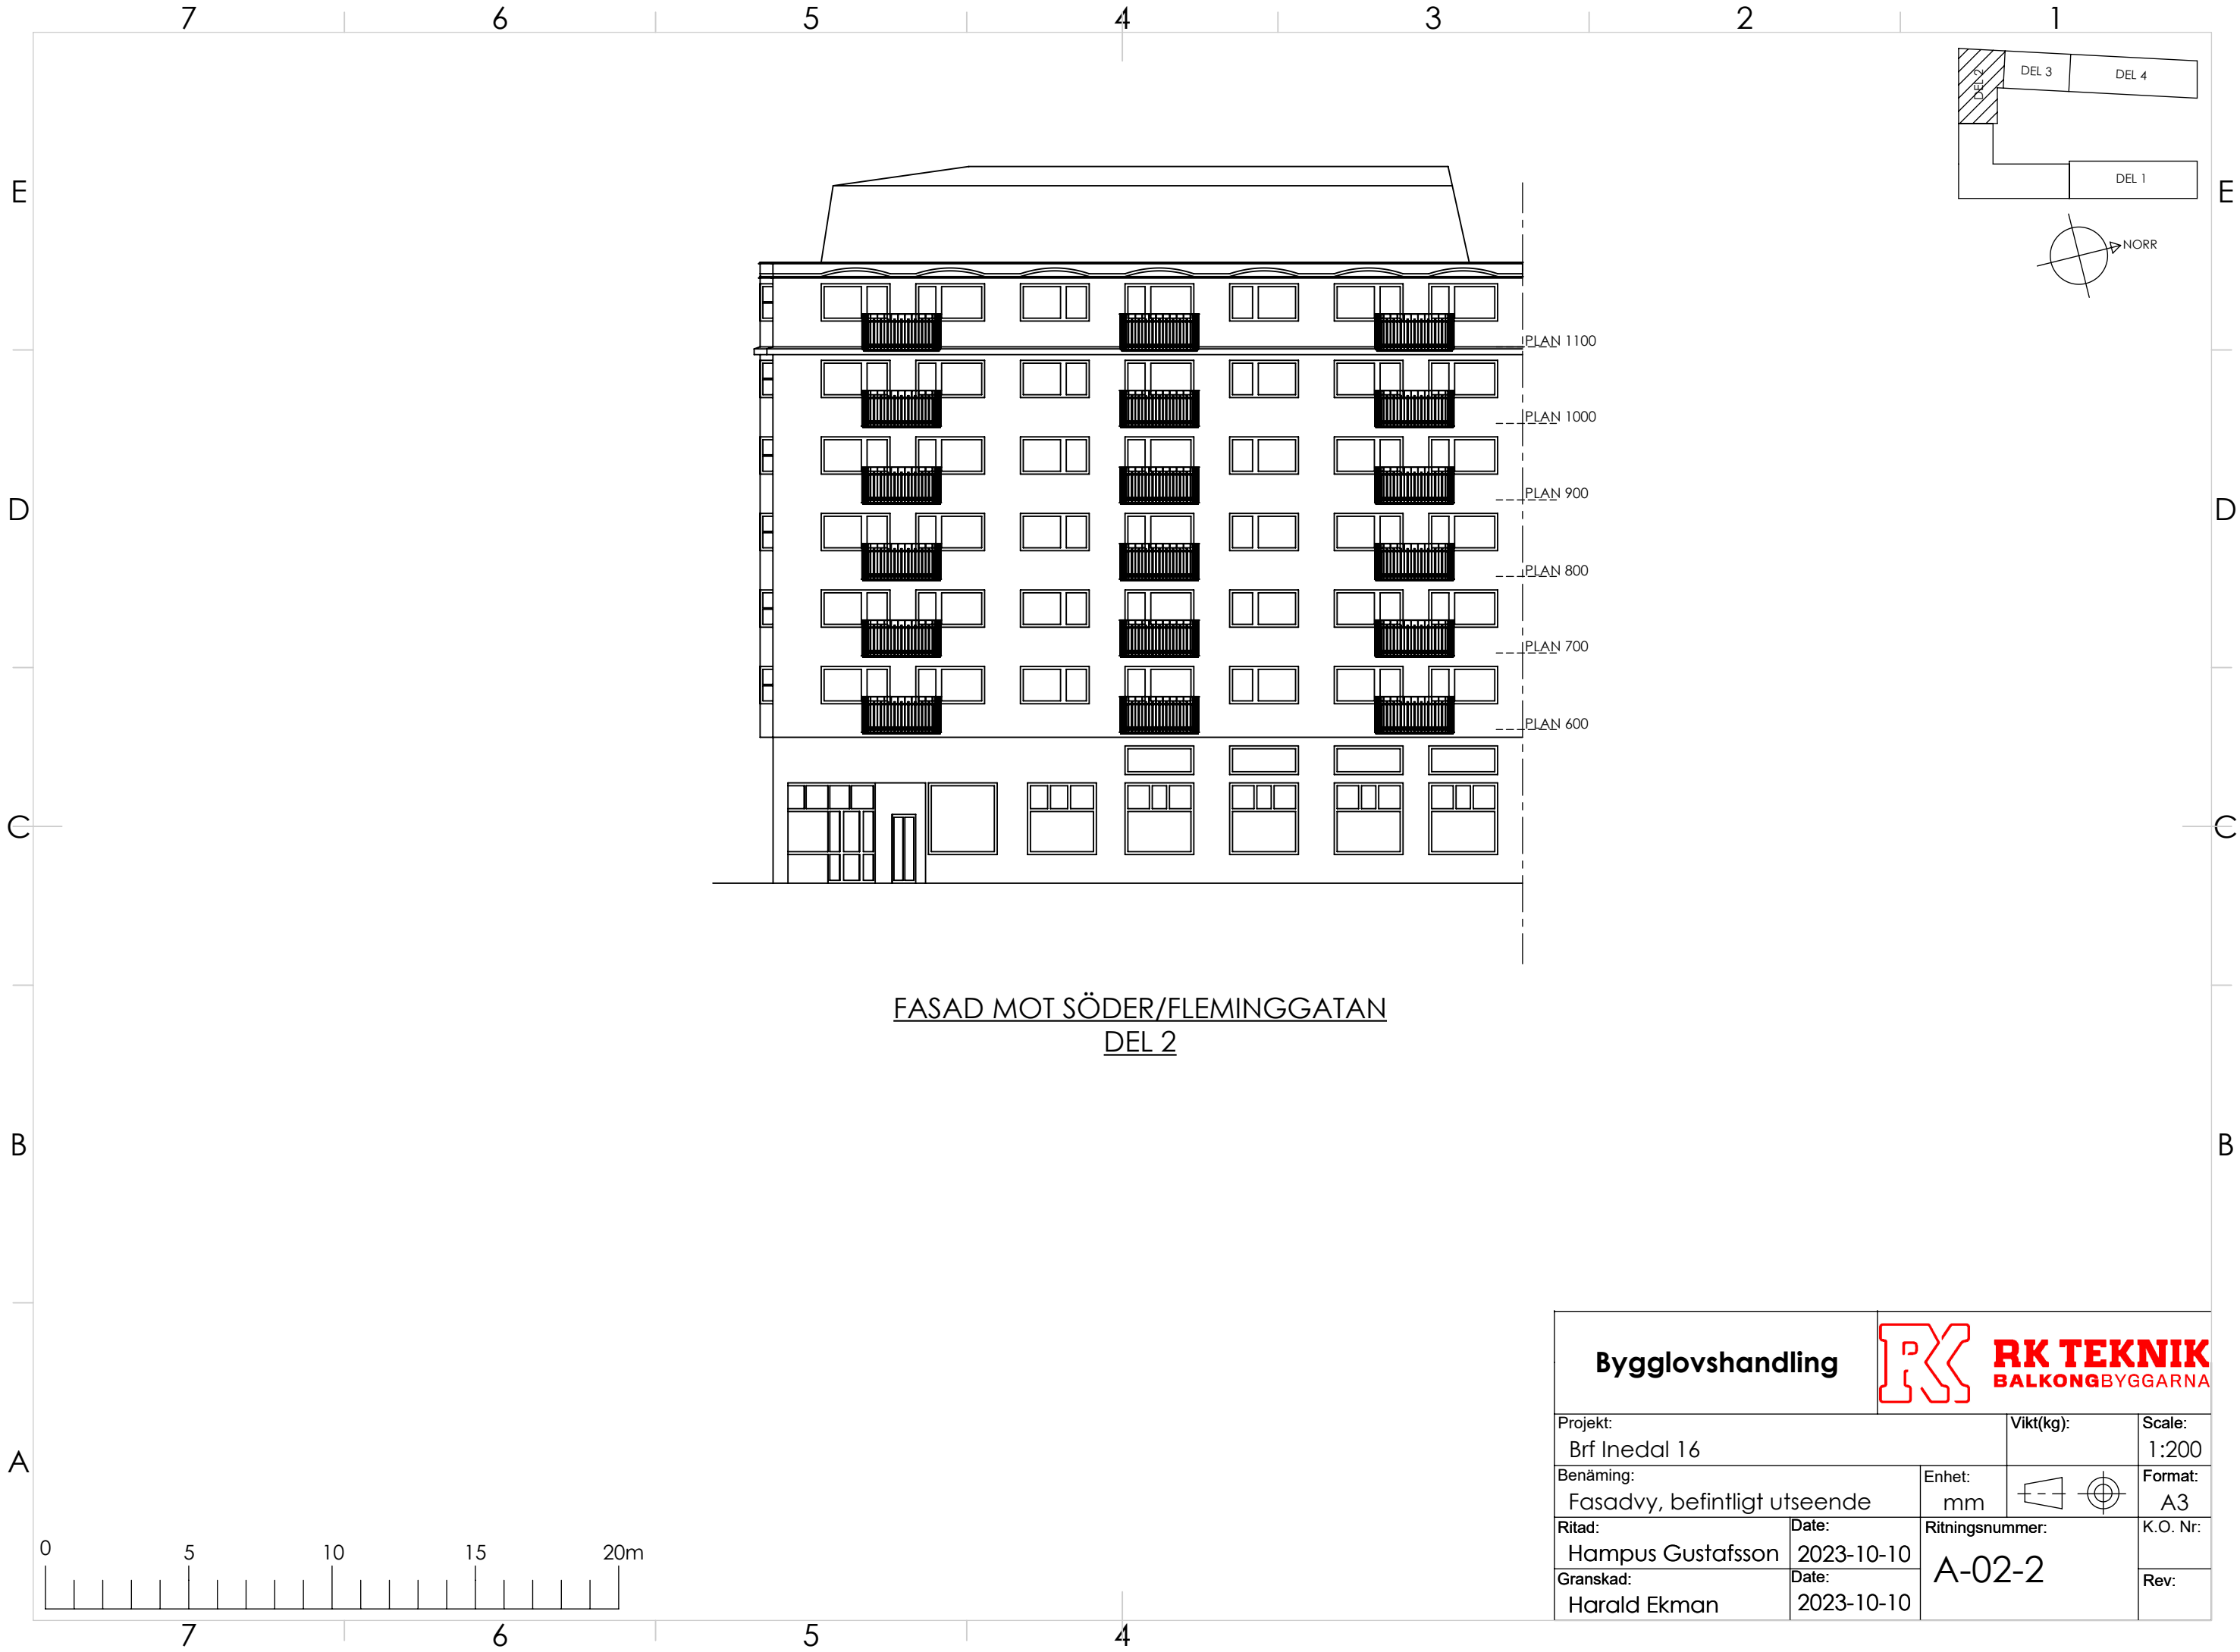 7 6 5 4 3 2 1
E E
D D
C C
B B
A
DEL 2
DEL 3
DEL 4
DEL 1
NORR
PLAN 1100
PLAN 1000
PLAN 900
PLAN 800
PLAN 700
PLAN 600
FASAD MOT SÖDER/FLEMINGGATAN
DEL 2
0 5 10 15 20m
Bygglovshandling
RK
RK TEKNIK
BALKONGBYGGARNA
Projekt:
Brf Inedal 16
Vikt(kg):
Scale:
1:200
Benäming:
Fasadvy, befintligt utseende
Enhet:
mm
Format:
A3
Ritad:
Hampus Gustafsson
Date:
2023-10-10
Ritningsnummer:
A-02-2
K.O. Nr:
Granskad:
Harald Ekman
Date:
2023-10-10
Rev:
7 6 5 4